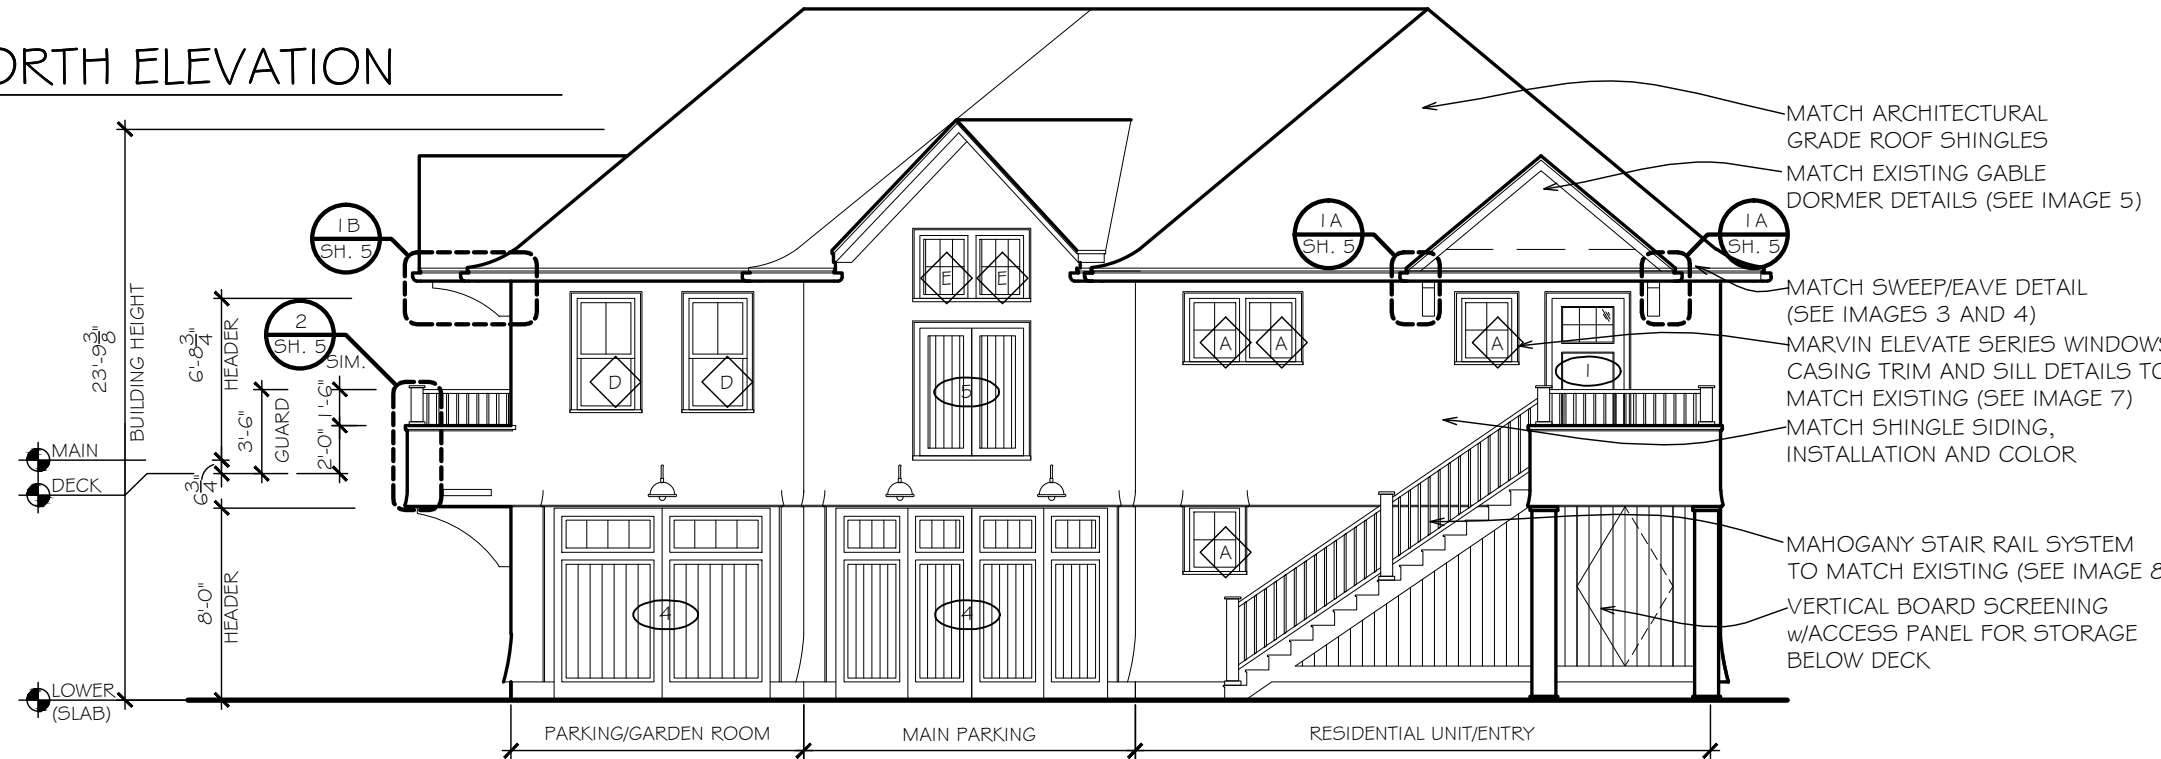 ORTH ELEVATION
MATCH ARCHITECTURAL
GRADE ROOF SHINGLES
MATCH EXISTING GABLE
DORMER DETAILS (SEE IMAGE 5)
1B
SH. 5
1A
SH. 5
1A
SH. 5
MATCH SWEEP/EAVE DETAIL
(SEE IMAGES 3 AND 4)
MARVIN ELEVATE SERIES WINDOWS
CASING TRIM AND SILL DETAILS TO
MATCH EXISTING (SEE IMAGE 7)
MATCH SHINGLE SIDING,
INSTALLATION AND COLOR
MAHOGANY STAIR RAIL SYSTEM
TO MATCH EXISTING (SEE IMAGE 8
VERTICAL BOARD SCREENING
w/ACCESS PANEL FOR STORAGE
BELOW DECK
23'-9 3/8"
BUILDING HEIGHT
6'-8 3/4"
HEADER
2
SH. 5
SIM.
3'-6"
GUARD
1'-6"
2'-0"
6 3/4"
8'-0"
HEADER
MAIN
DECK
LOWER
(SLAB)
E
E
D
D
5
A
A
A
1
A
4
4
PARKING/GARDEN ROOM
MAIN PARKING
RESIDENTIAL UNIT/ENTRY